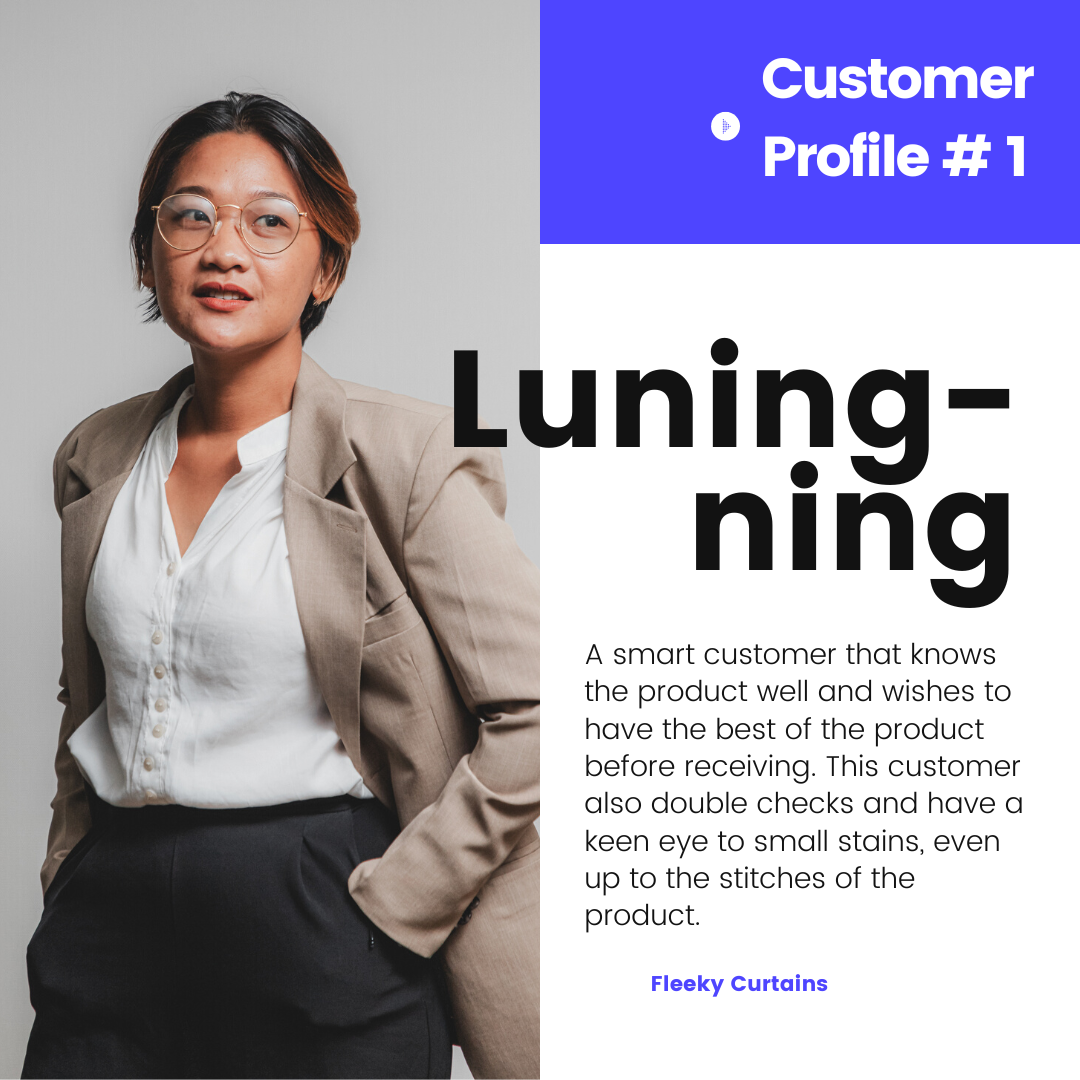 Customer
Profile # 1
Luning-
ning
A smart customer that knows
the product well and wishes to
have the best of the product
before receiving. This customer
also double checks and have a
keen eye to small stains, even
up to the stitches of the
product.
Fleeky Curtains